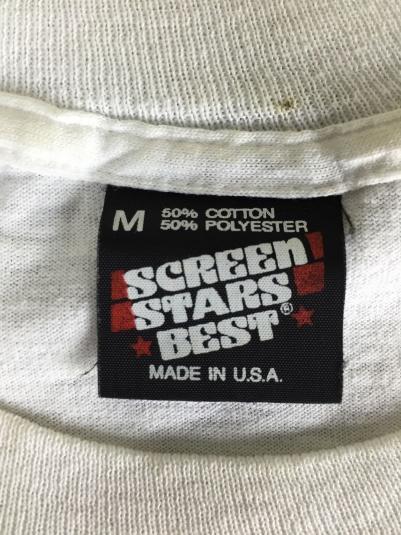 M 50% COTTON
50% POLYESTER
SCREEN
STARS
BEST®
MADE IN U.S.A.